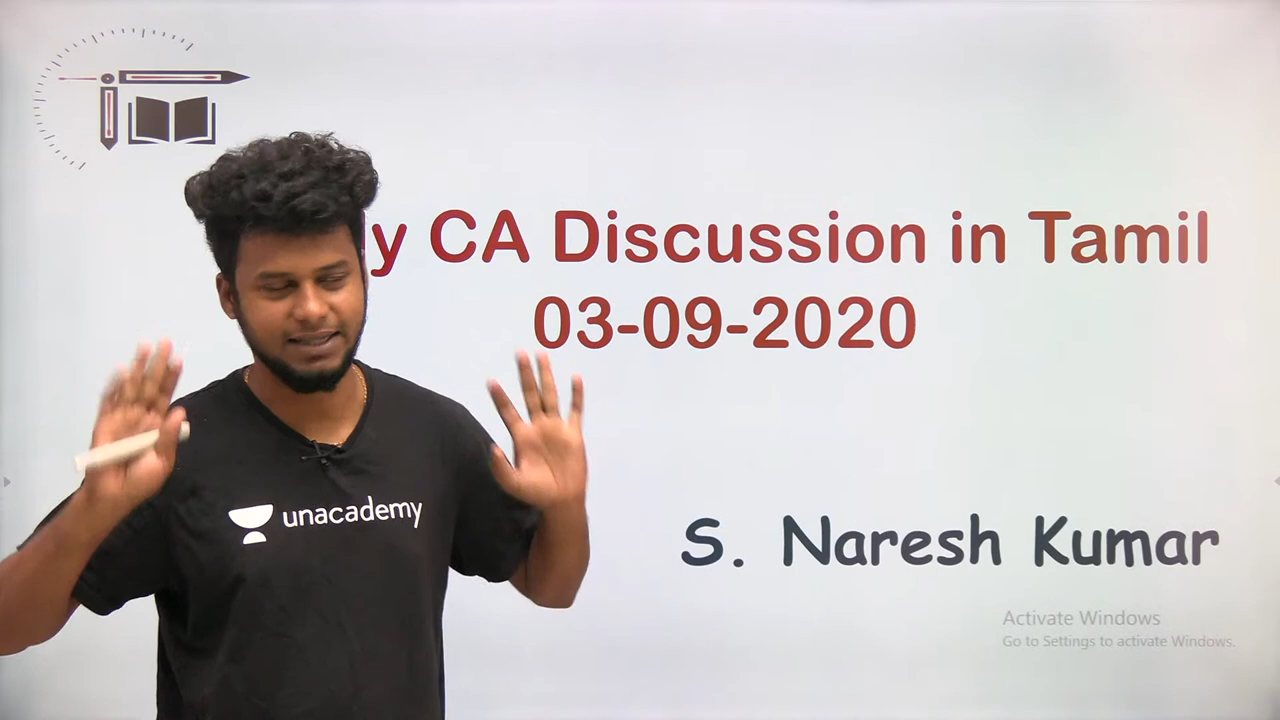 y CA Discussion in Tamil
03-09-2020
unacademy
S. Naresh Kumar
Activate Windows
Go to Settings to activate Windows.